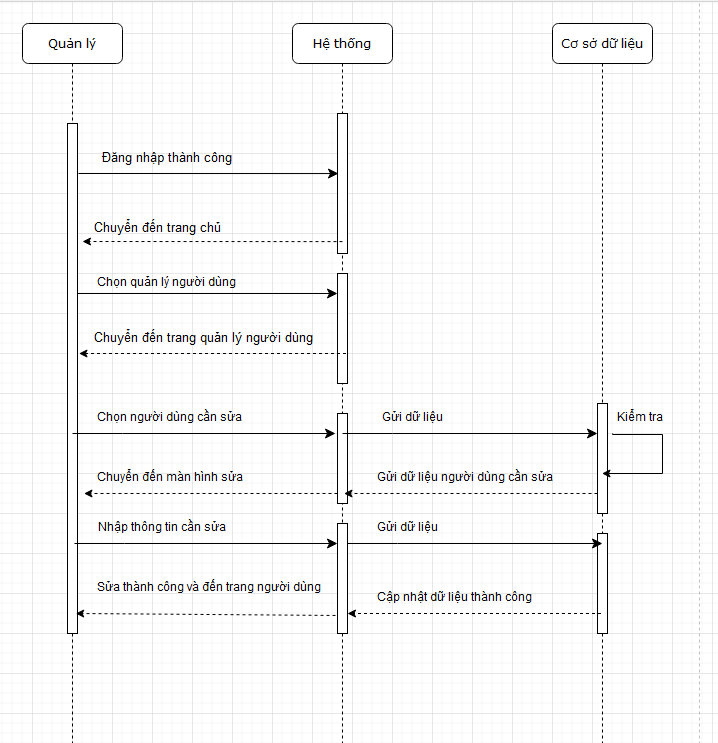 Quản lý
Hệ thống
Cơ sở dữ liệu
Đăng nhập thành công
Chuyển đến trang chủ
Chọn quản lý người dùng
Chuyển đến trang quản lý người dùng
Chọn người dùng cần sửa
Gửi dữ liệu
Kiểm tra
Chuyển đến màn hình sửa
Gửi dữ liệu người dùng cần sửa
Nhập thông tin cần sửa
Gửi dữ liệu
Sửa thành công và đến trang người dùng
Cập nhật dữ liệu thành công